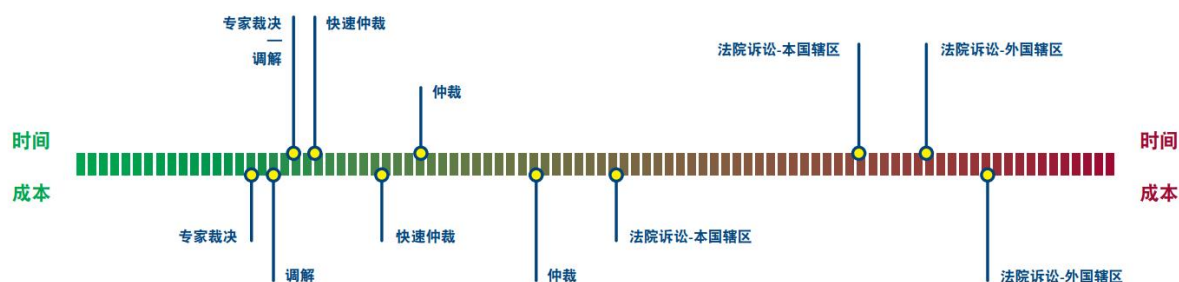 专家裁决
—
调解
快速仲裁
仲裁
法院诉讼-本国辖区
法院诉讼-外国辖区
时间
时间
成本
成本
专家裁决
调解
快速仲裁
仲裁
法院诉讼-本国辖区
法院诉讼-外国辖区